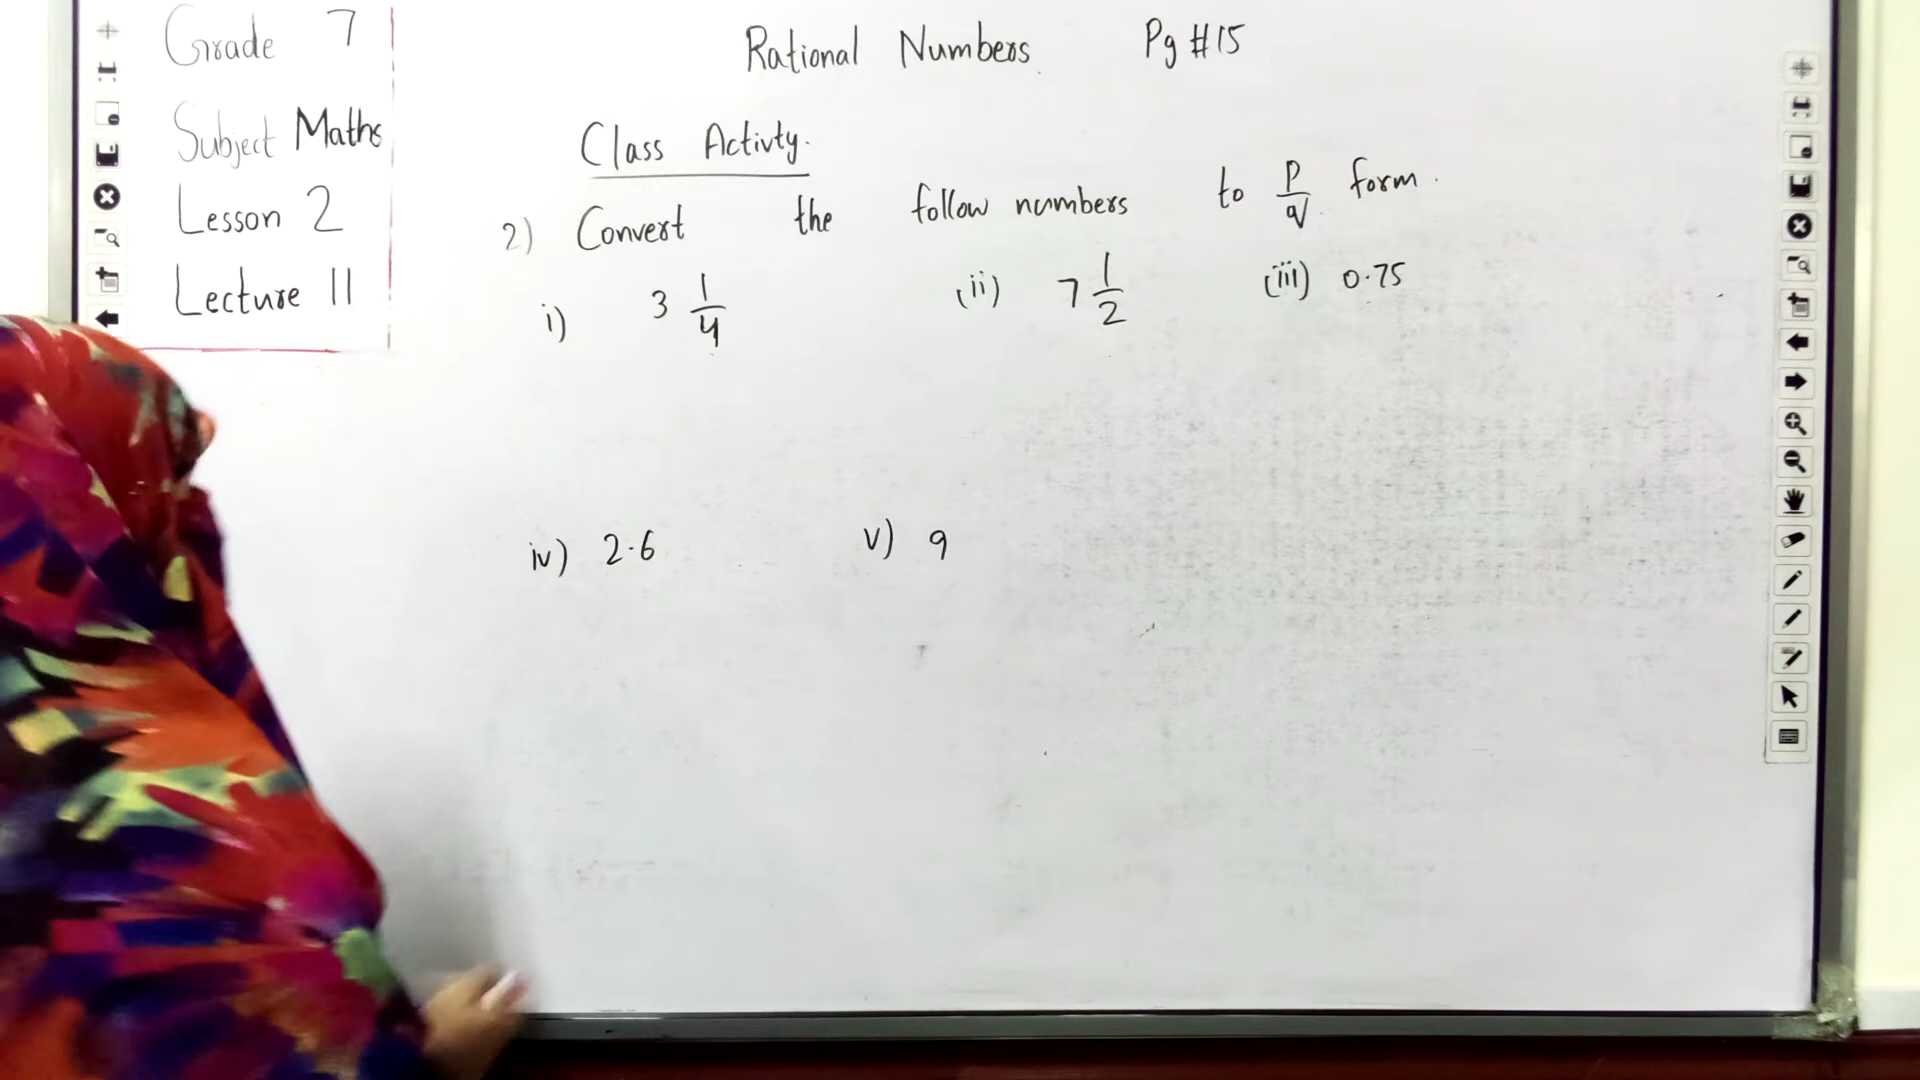 Grade 7
Subject Maths
Lesson 2
Lecture 11
Rational Numbers Pg #15
Class Activty.
2) Convert the follow numbers to p/q form.
i) 3 1/4 (ii) 7 1/2 (iii) 0.75
iv) 2.6 v) 9